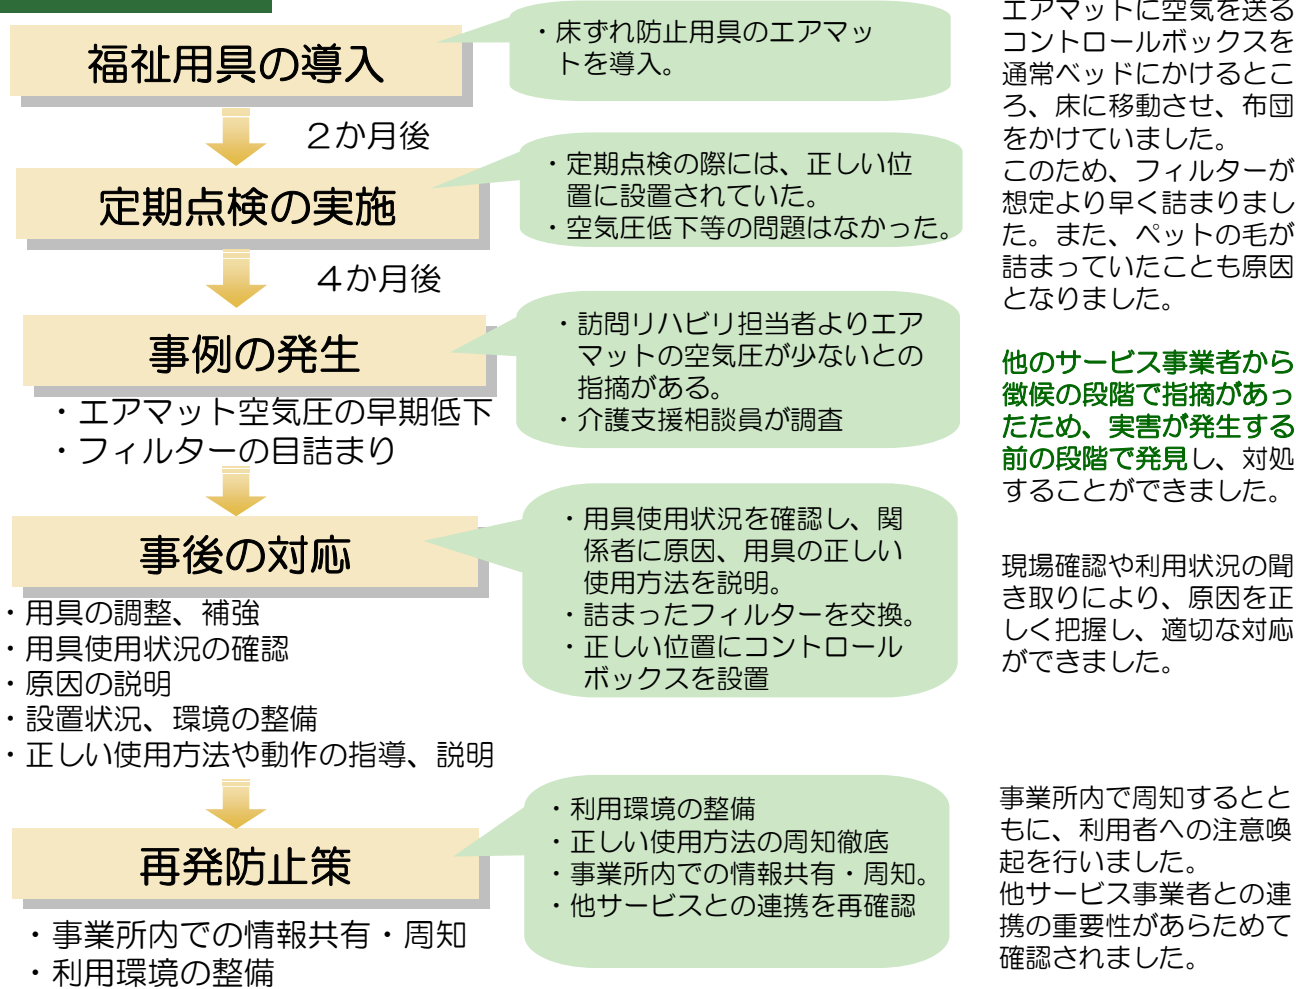 福祉用具の導入
・床ずれ防止用具のエアマッ
トを導入。
２か月後
定期点検の実施
・定期点検の際には、正しい位
置に設置されていた。
・空気圧低下等の問題はなかった。
４か月後
事例の発生
・エアマット空気圧の早期低下
・フィルターの目詰まり
・訪問リハビリ担当者よりエア
マットの空気圧が少ないとの
指摘がある。
・介護支援相談員が調査
事後の対応
・用具の調整、補強
・用具使用状況の確認
・原因の説明
・設置状況、環境の整備
・正しい使用方法や動作の指導、説明
・用具使用状況を確認し、関
係者に原因、用具の正しい
使用方法を説明。
・詰まったフィルターを交換。
・正しい位置にコントロール
ボックスを設置
再発防止策
・事業所内での情報共有・周知
・利用環境の整備
・利用環境の整備
・正しい使用方法の周知徹底
・事業所内での情報共有・周知。
・他サービスとの連携を再確認
エアマットに空気を送る
コントロールボックスを
通常ベッドにかけるとこ
ろ、床に移動させ、布団
をかけていました。
このため、フィルターが
想定より早く詰まりまし
た。また、ペットの毛が
詰まっていたことも原因
となりました。
他のサービス事業者から
徴候の段階で指摘があっ
たため、実害が発生する
前の段階で発見し、対処
することができました。
現場確認や利用状況の聞
き取りにより、原因を正
しく把握し、適切な対応
ができました。
事業所内で周知するとと
もに、利用者への注意喚
起を行いました。
他サービス事業者との連
携の重要性があらためて
確認されました。